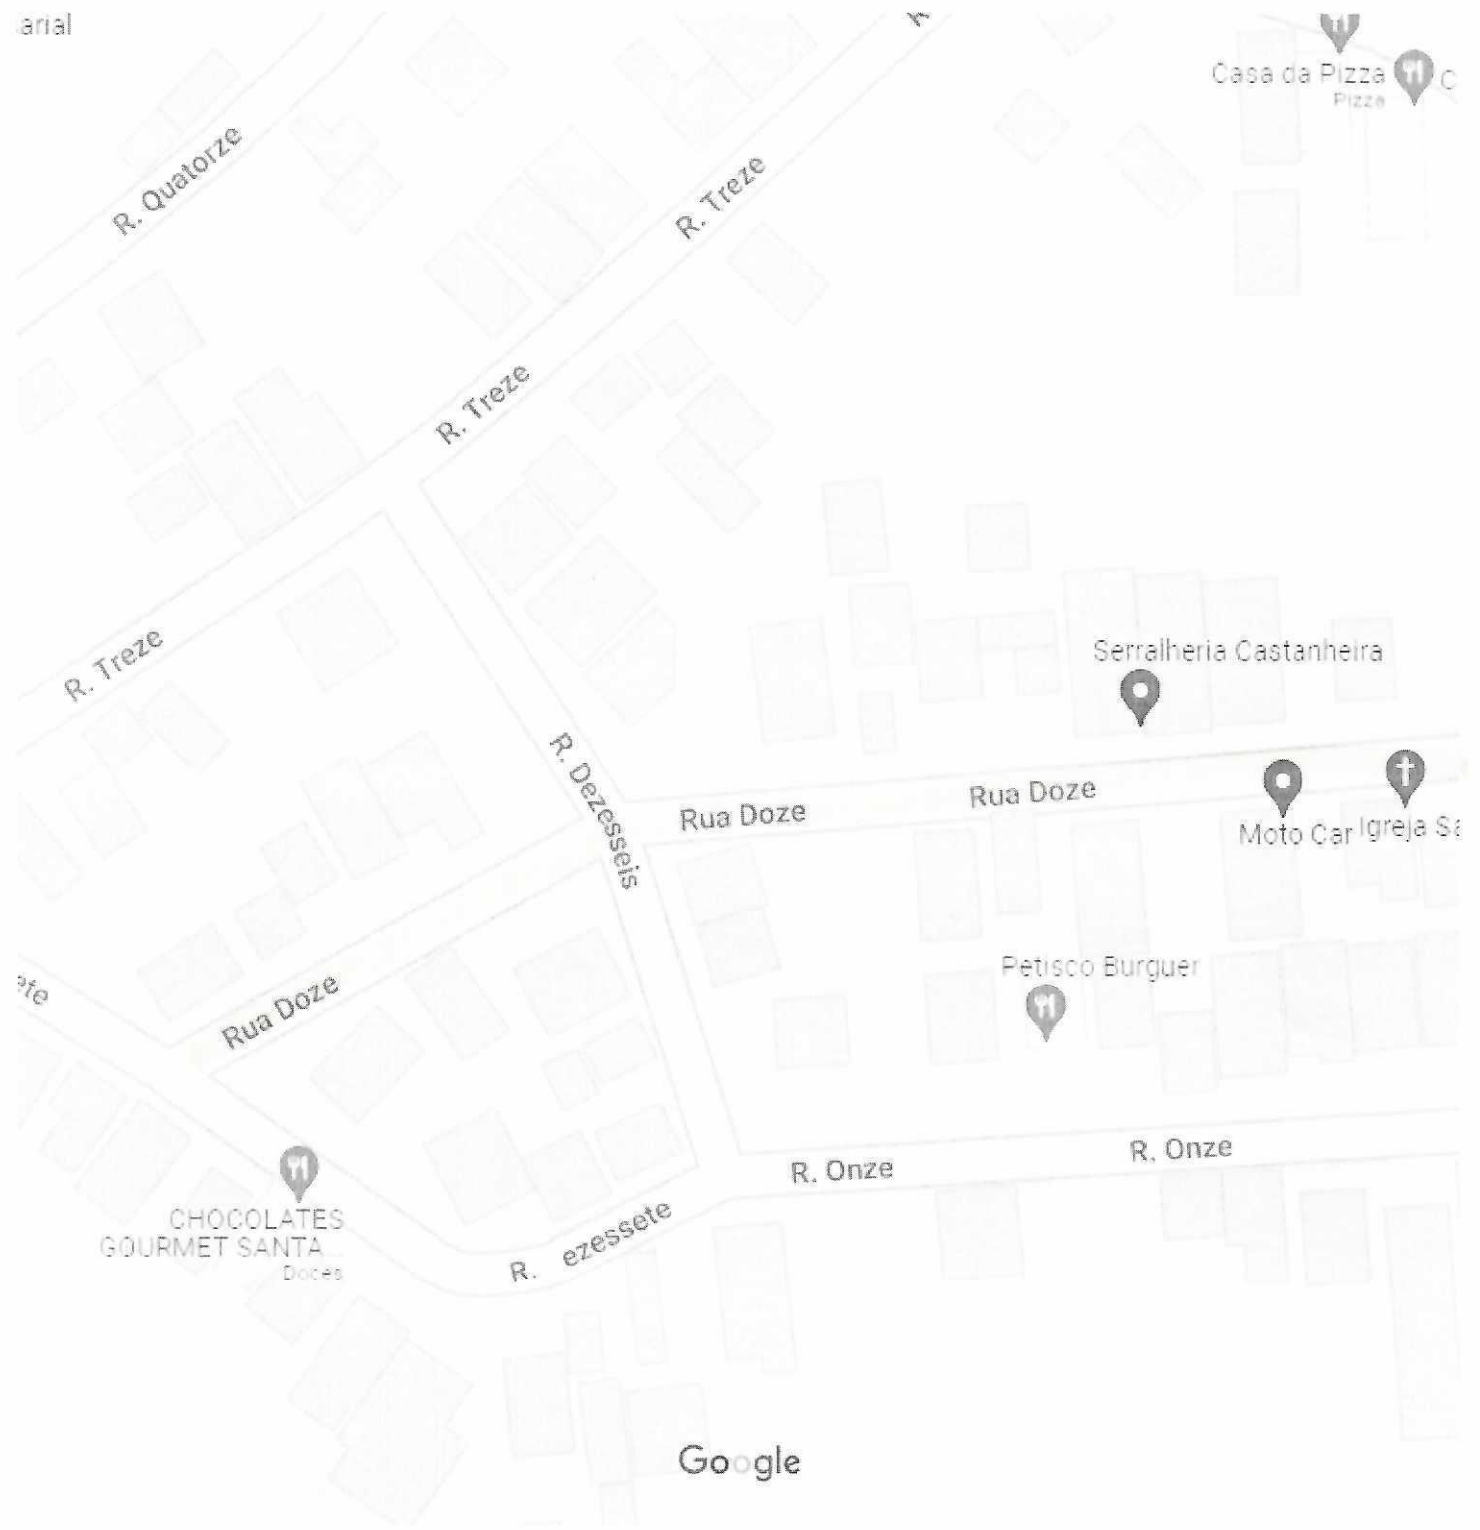 arial
Casa da Pizza
Pizza
C
R. Quatorze
R. Treze
R. Treze
R. Treze
Serralheria Castanheira
R. Dezesseis
Rua Doze
Rua Doze
Moto Car
Igreja Sa
Petisco Burguer
ete
Rua Doze
R. Onze
R. Onze
CHOCOLATES
GOURMET SANTA...
Doces
R. ezessete
Google